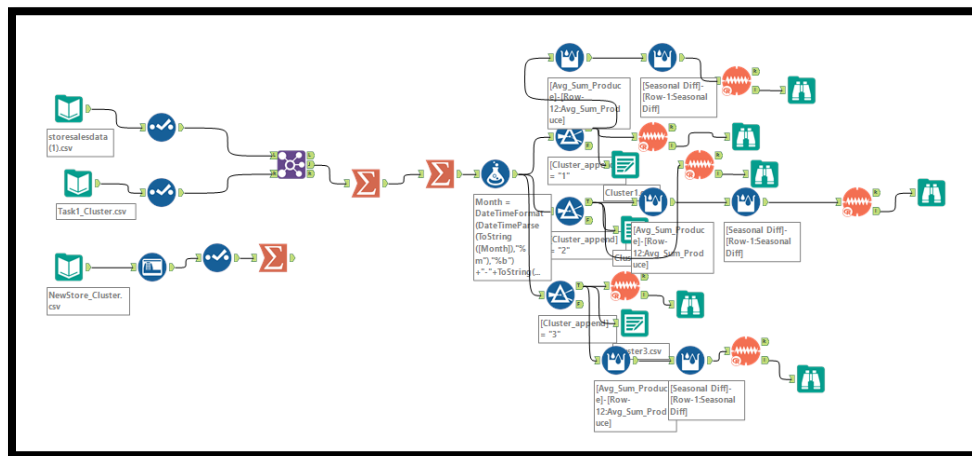 storesalesdata
(1).csv
Task1_Cluster.csv
NewStore_Cluster.
csv
Month =
DateTimeFormat
(DateTimeParse
(ToString
([Month]),"%
m"),"%b")
+"-"+ToString(...
[Avg_Sum_Produc
e]-[Row-
12:Avg_Sum_Prod
uce]
[Seasonal Diff]-
[Row-1:Seasonal
Diff]
[Cluster_append]
= "1"
Cluster1.
[Cluster_append]
= "2"
[Avg_Sum_Produc
e]-[Row-
12:Avg_Sum_Prod
uce]
[Seasonal Diff]-
[Row-1:Seasonal
Diff]
[Cluster_append]
= "3"
ster3.csv
[Avg_Sum_Produc
e]-[Row-
12:Avg_Sum_Prod
uce]
[Seasonal Diff]-
[Row-1:Seasonal
Diff]